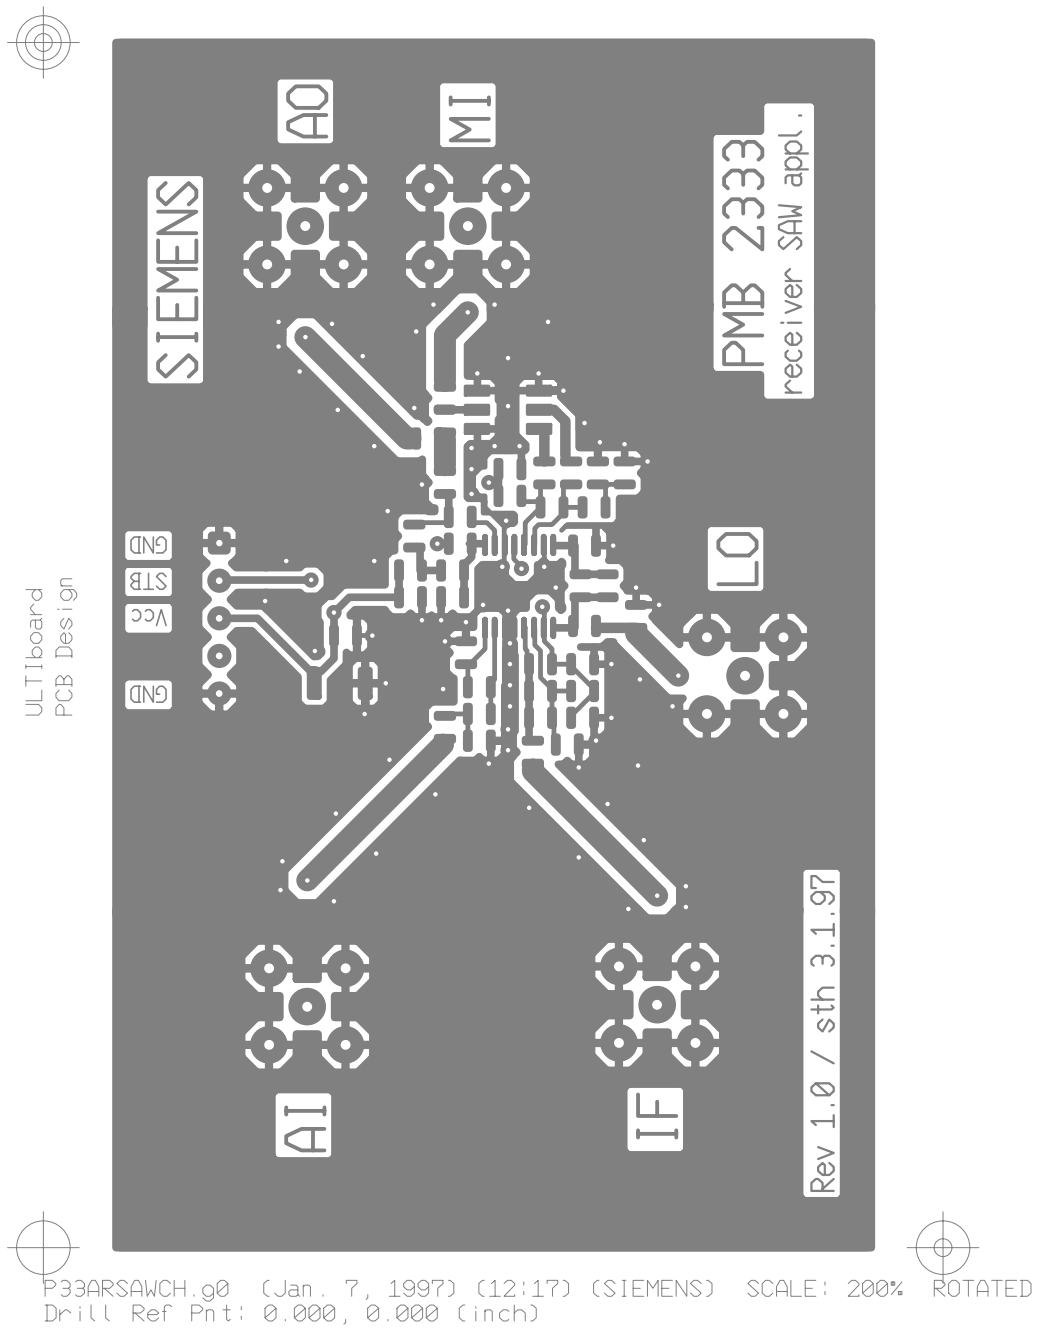 AO
MI
SIEMENS
PMB 2333
receiver SAW appl.
GND
STB
Vcc
GND
LO
ULTIboard
PCB Design
AI
IF
Rev 1.0 / sth 3.1.97
P33ARSAWCH.g0 (Jan. 7, 1997) (12:17) (SIEMENS) SCALE: 200% ROTATED
Drill Ref Pnt: 0.000, 0.000 (inch)